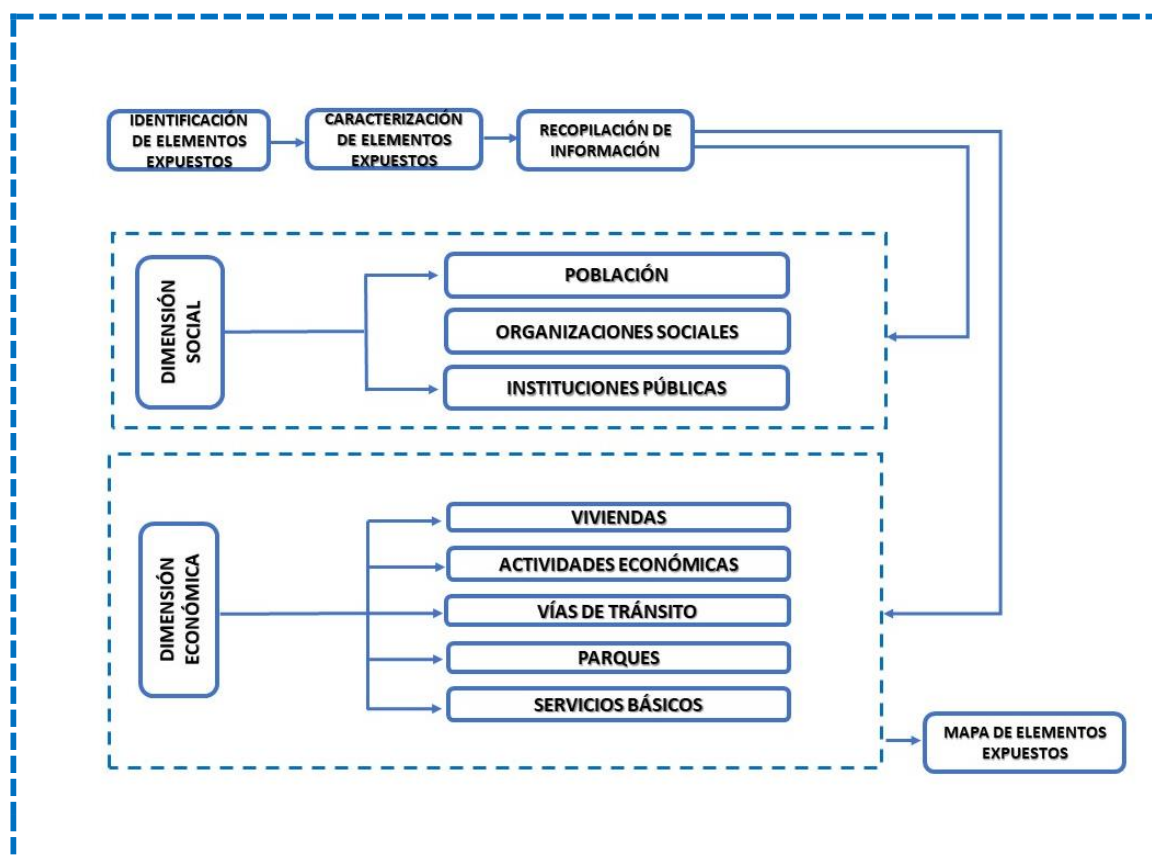 IDENTIFICACIÓN
DE ELEMENTOS
EXPUESTOS
CARACTERIZACIÓN
DE ELEMENTOS
EXPUESTOS
RECOPILACIÓN DE
INFORMACIÓN
DIMENSIÓN
SOCIAL
POBLACIÓN
ORGANIZACIONES SOCIALES
INSTITUCIONES PÚBLICAS
DIMENSIÓN
ECONÓMICA
VIVIENDAS
ACTIVIDADES ECONÓMICAS
VÍAS DE TRÁNSITO
PARQUES
SERVICIOS BÁSICOS
MAPA DE ELEMENTOS
EXPUESTOS